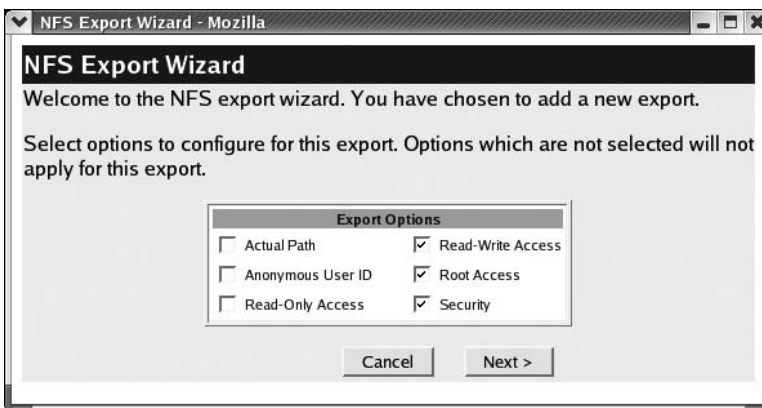 NFS Export Wizard - Mozilla
NFS Export Wizard
Welcome to the NFS export wizard. You have chosen to add a new export.
Select options to configure for this export. Options which are not selected will not
apply for this export.
Export Options
Actual Path
Read-Write Access
Anonymous User ID
Root Access
Read-Only Access
Security
Cancel
Next >